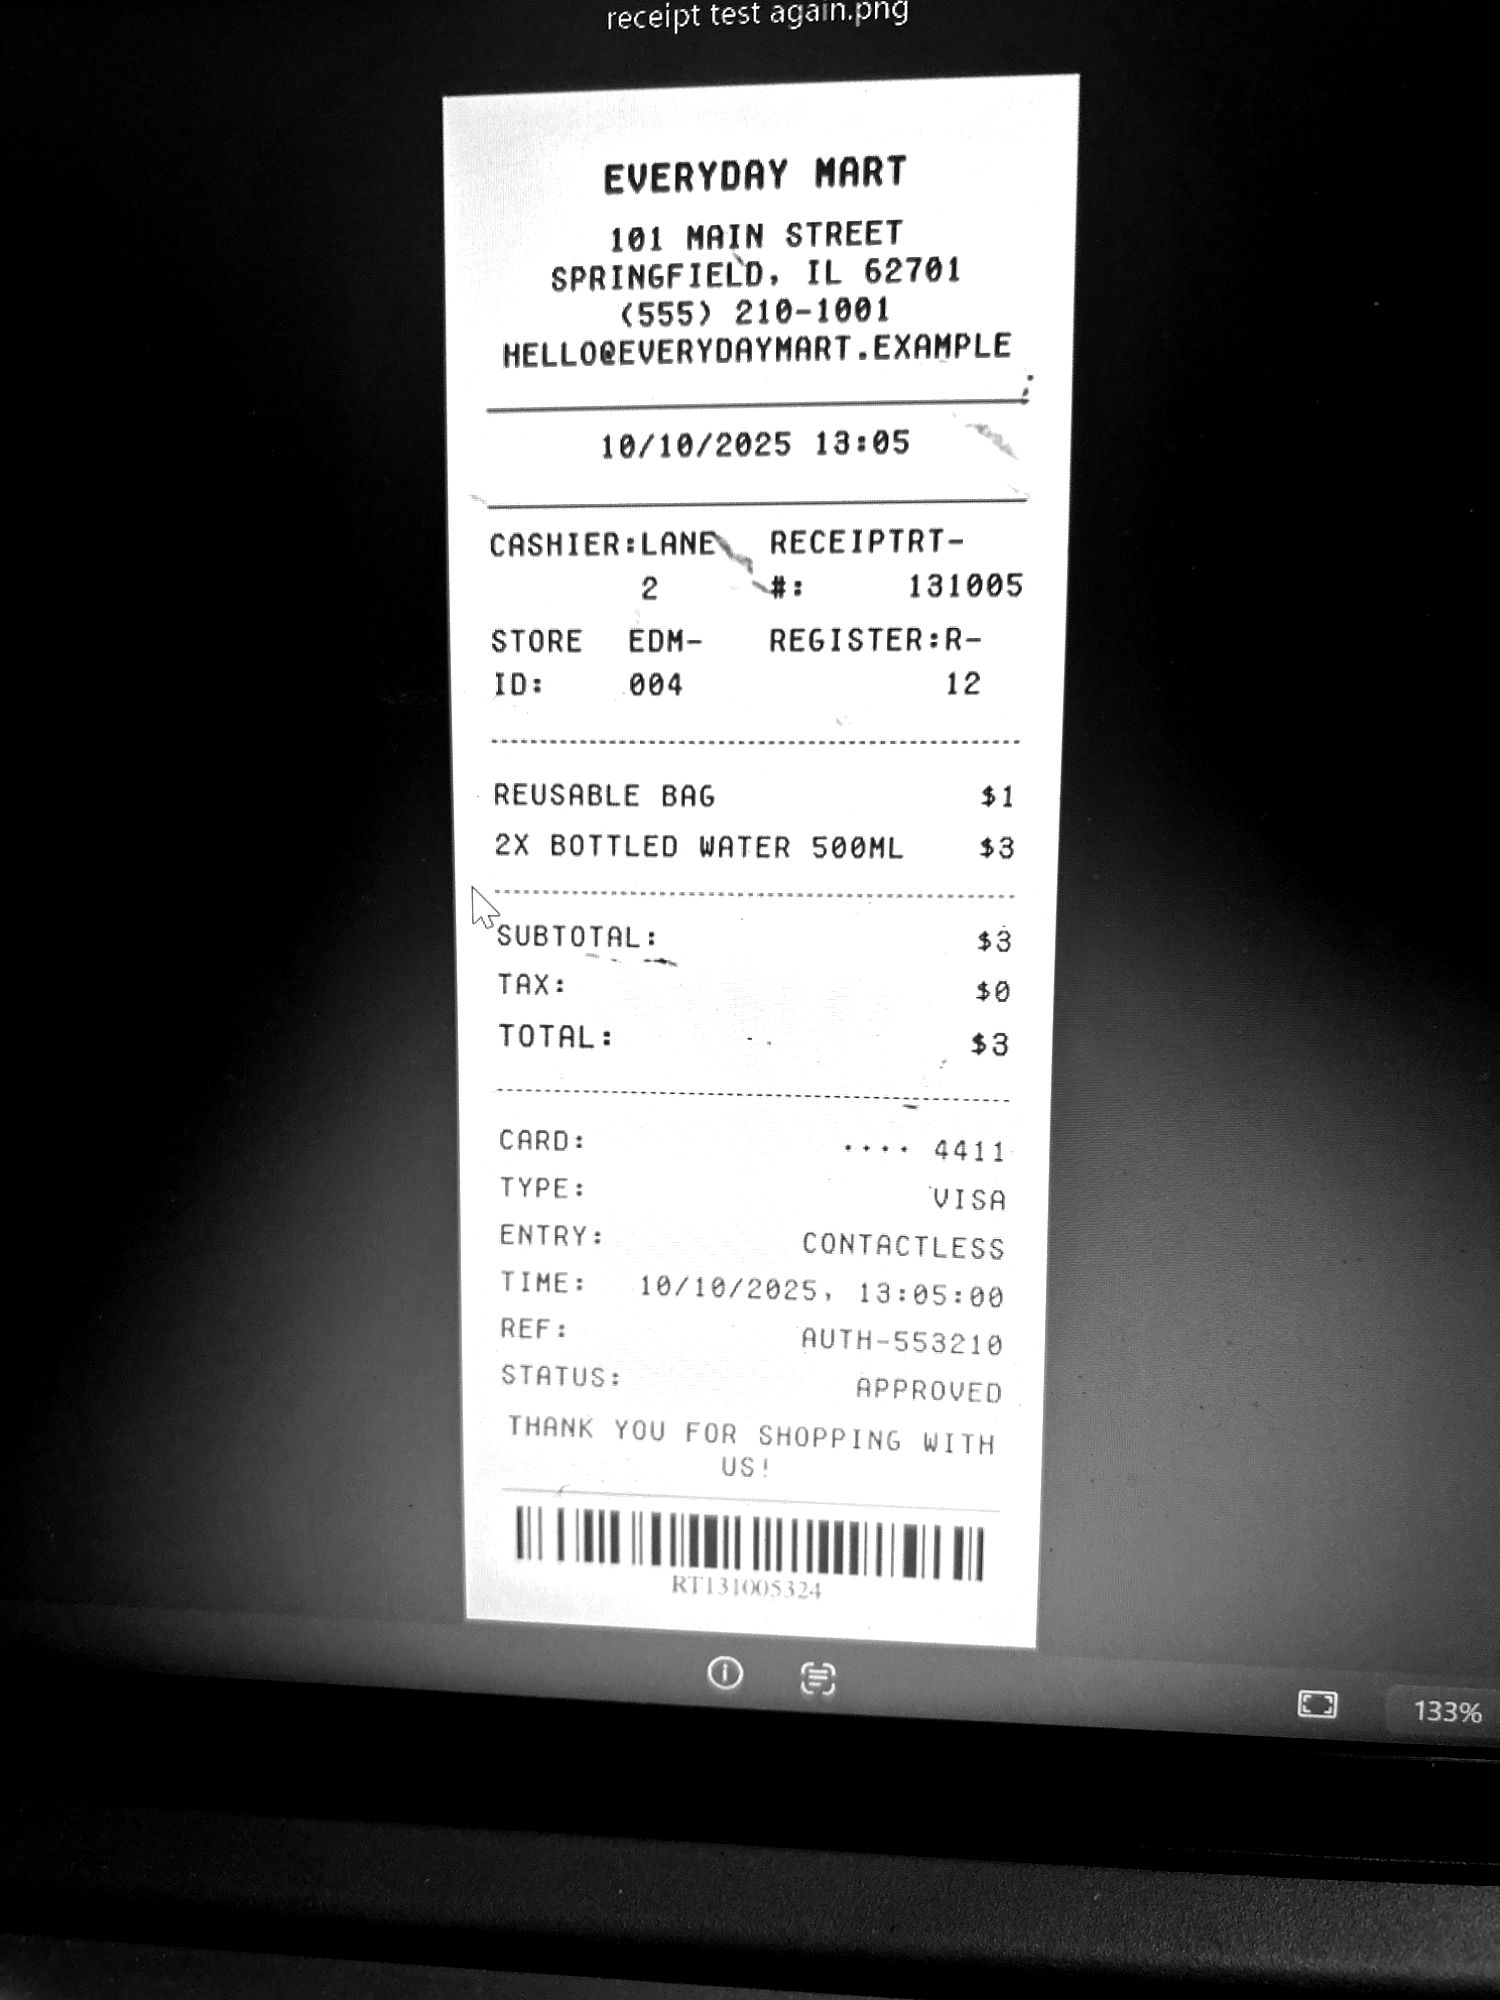 receipt test again.png
EVERYDAY MART
101 MAIN STREET
SPRINGFIELD, IL 62701
(555) 210-1001
HELLO@EVERYDAYMART.EXAMPLE
10/10/2025 13:05
CASHIER:LANE RECEIPTRT-
2 #: 131005
STORE EDM- REGISTER:R-
ID: 004 12
REUSABLE BAG $1
2X BOTTLED WATER 500ML $3
SUBTOTAL: $3
TAX: $0
TOTAL: $3
CARD: ···· 4411
TYPE: VISA
ENTRY: CONTACTLESS
TIME: 10/10/2025, 13:05:00
REF: AUTH-553210
STATUS: APPROVED
THANK YOU FOR SHOPPING WITH
US!
RT131005324
133%